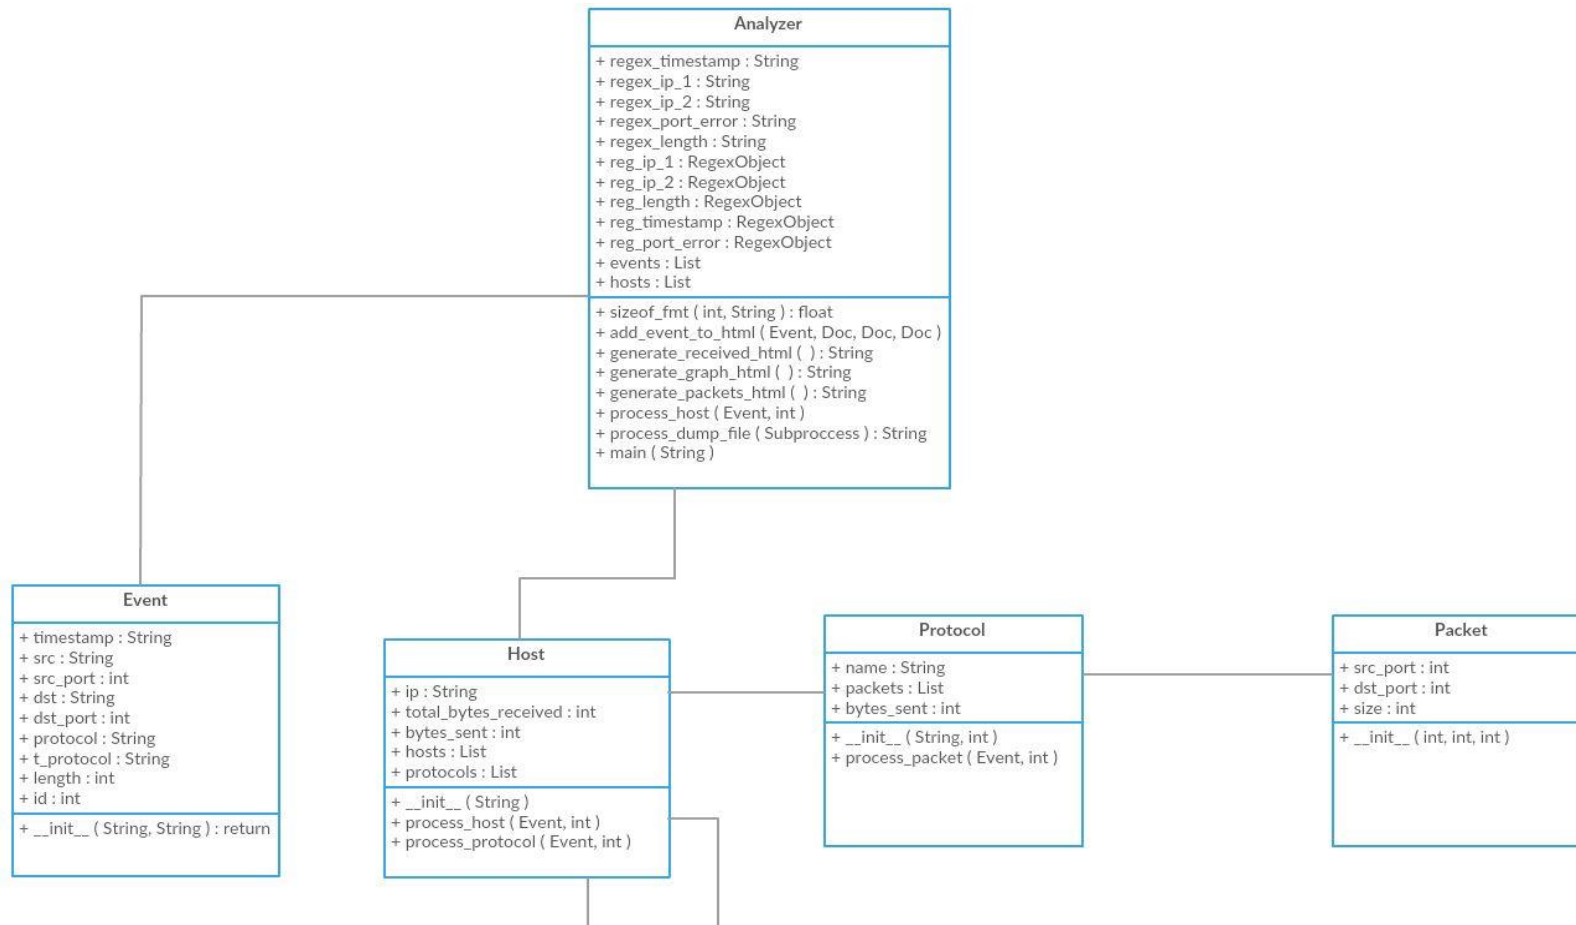 Analyzer
+ regex_timestamp : String
+ regex_ip_1 : String
+ regex_ip_2 : String
+ regex_port_error : String
+ regex_length : String
+ reg_ip_1 : RegexObject
+ reg_ip_2 : RegexObject
+ reg_length : RegexObject
+ reg_timestamp : RegexObject
+ reg_port_error : RegexObject
+ events : List
+ hosts : List
+ sizeof_fmt ( int, String ) : float
+ add_event_to_html ( Event, Doc, Doc, Doc )
+ generate_received_html ( ) : String
+ generate_graph_html ( ) : String
+ generate_packets_html ( ) : String
+ process_host ( Event, int )
+ process_dump_file ( Subproccess ) : String
+ main ( String )
Event
+ timestamp : String
+ src : String
+ src_port : int
+ dst : String
+ dst_port : int
+ protocol : String
+ t_protocol : String
+ length : int
+ id : int
+ __init__ ( String, String ) : return
Host
+ ip : String
+ total_bytes_received : int
+ bytes_sent : int
+ hosts : List
+ protocols : List
+ __init__ ( String )
+ process_host ( Event, int )
+ process_protocol ( Event, int )
Protocol
+ name : String
+ packets : List
+ bytes_sent : int
+ __init__ ( String, int )
+ process_packet ( Event, int )
Packet
+ src_port : int
+ dst_port : int
+ size : int
+ __init__ ( int, int, int )